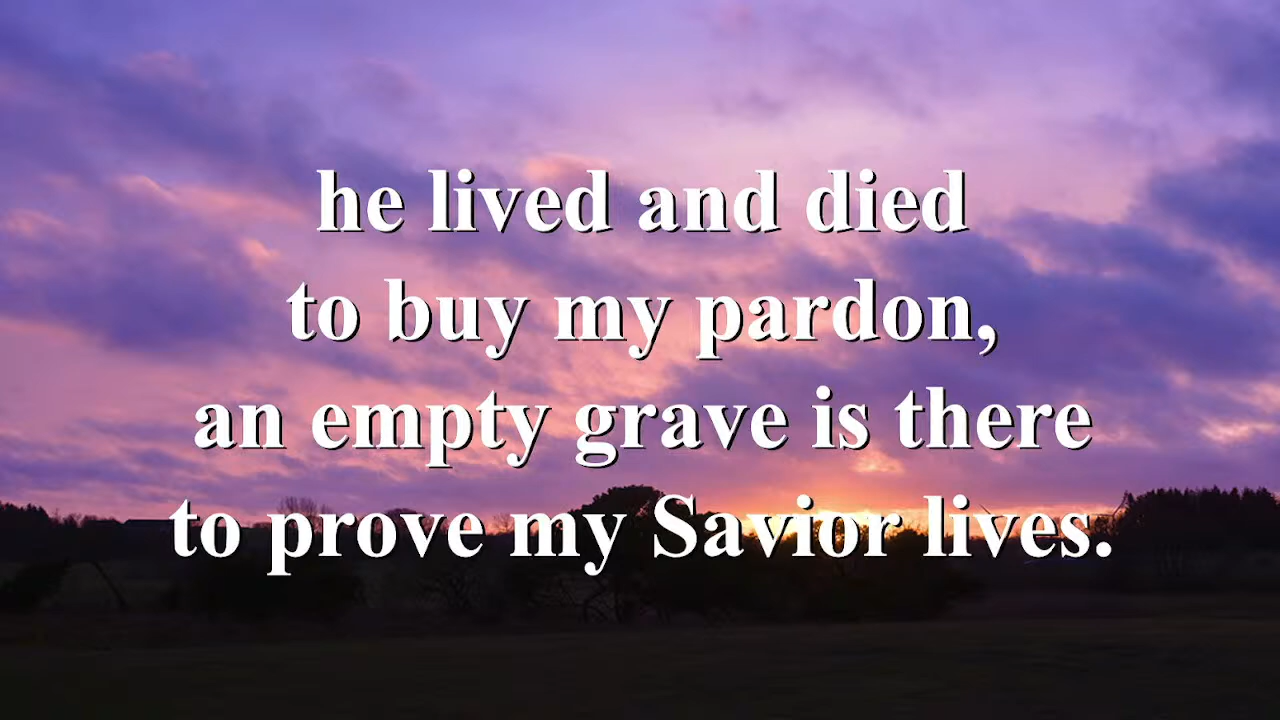 he lived and died
to buy my pardon,
an empty grave is there
to prove my Savior lives.